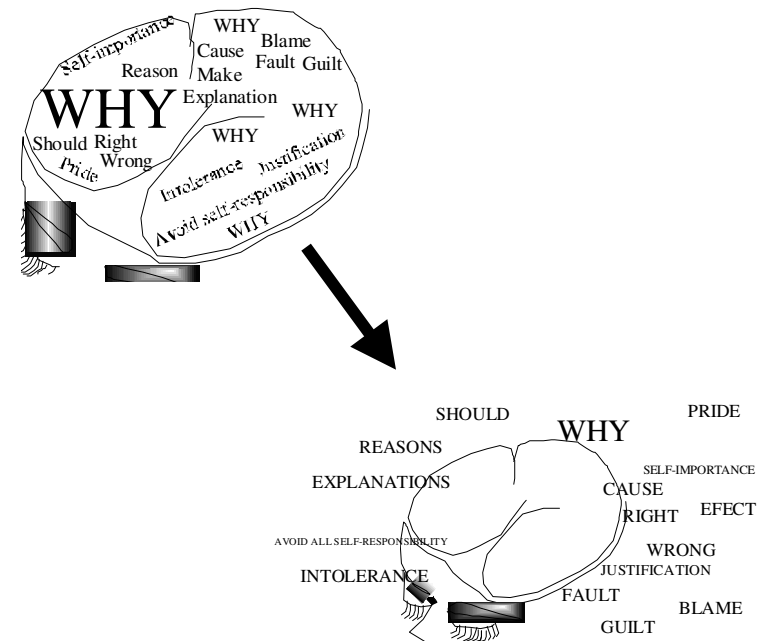 Self-importance
WHY
Blame
Cause
Fault Guilt
Reason
Make
Explanation
WHY
WHY
WHY
Should Right
Wrong
Pride
Intolerance
Justification
Avoid self-responsibility
WHY
SHOULD
PRIDE
WHY
REASONS
SELF-IMPORTANCE
EXPLANATIONS
CAUSE
RIGHT
EFECT
AVOID ALL SELF-RESPONSIBILITY
WRONG
JUSTIFICATION
INTOLERANCE
FAULT
BLAME
GUILT